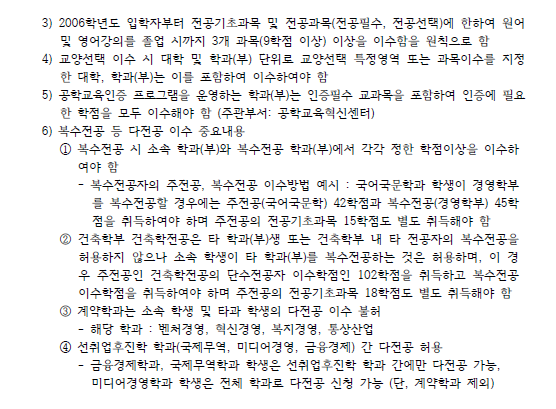 3) 2006학년도 입학자부터 전공기초과목 및 전공과목(전공필수, 전공선택)에 한하여 원어
및 영어강의를 졸업 시까지 3개 과목(9학점 이상) 이상을 이수함을 원칙으로 함
4) 교양선택 이수 시 대학 및 학과(부) 단위로 교양선택 특정영역 또는 과목이수를 지정
한 대학, 학과(부)는 이를 포함하여 이수하여야 함
5) 공학교육인증 프로그램을 운영하는 학과(부)는 인증필수 교과목을 포함하여 인증에 필요
한 학점을 모두 이수해야 함 (주관부서: 공학교육혁신센터)
6) 복수전공 등 다전공 이수 중요내용
① 복수전공 시 소속 학과(부)와 복수전공 학과(부)에서 각각 정한 학점이상을 이수하
여야 함
- 복수전공자의 주전공, 복수전공 이수방법 예시 : 국어국문학과 학생이 경영학부
를 복수전공할 경우에는 주전공(국어국문학) 42학점과 복수전공(경영학부) 45학
점을 취득하여야 하며 주전공의 전공기초과목 15학점도 별도 취득해야 함
② 건축학부 건축학전공은 타 학과(부)생 또는 건축학부 내 타 전공자의 복수전공을
허용하지 않으나 소속 학생이 타 학과(부)를 복수전공하는 것은 허용하며, 이 경
우 주전공인 건축학전공의 단수전공자 이수학점인 102학점을 취득하고 복수전공
이수학점을 취득하여야 하며 주전공의 전공기초과목 18학점도 별도 취득해야 함
③ 계약학과는 소속 학생 및 타과 학생의 다전공 이수 불허
- 해당 학과 : 벤처경영, 혁신경영, 복지경영, 통상산업
④ 선취업후진학 학과(국제무역, 미디어경영, 금융경제) 간 다전공 허용
- 금융경제학과, 국제무역학과 학생은 선취업후진학 학과 간에만 다전공 가능,
미디어경영학과 학생은 전체 학과로 다전공 신청 가능 (단, 계약학과 제외)